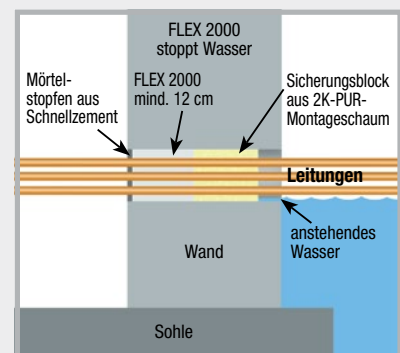 FLEX 2000
stoppt Wasser
Mörtel-
stopfen aus
Schnellzement
FLEX 2000
mind. 12 cm
Sicherungsblock
aus 2K-PUR-
Montageschaum
Leitungen
anstehendes
Wasser
Wand
Sohle